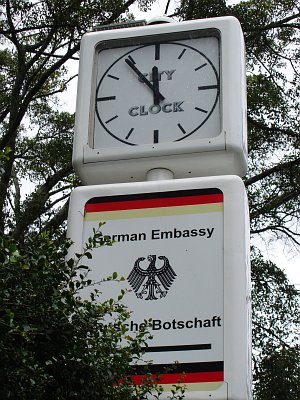 CITY
CLOCK
German Embassy
Botschaft